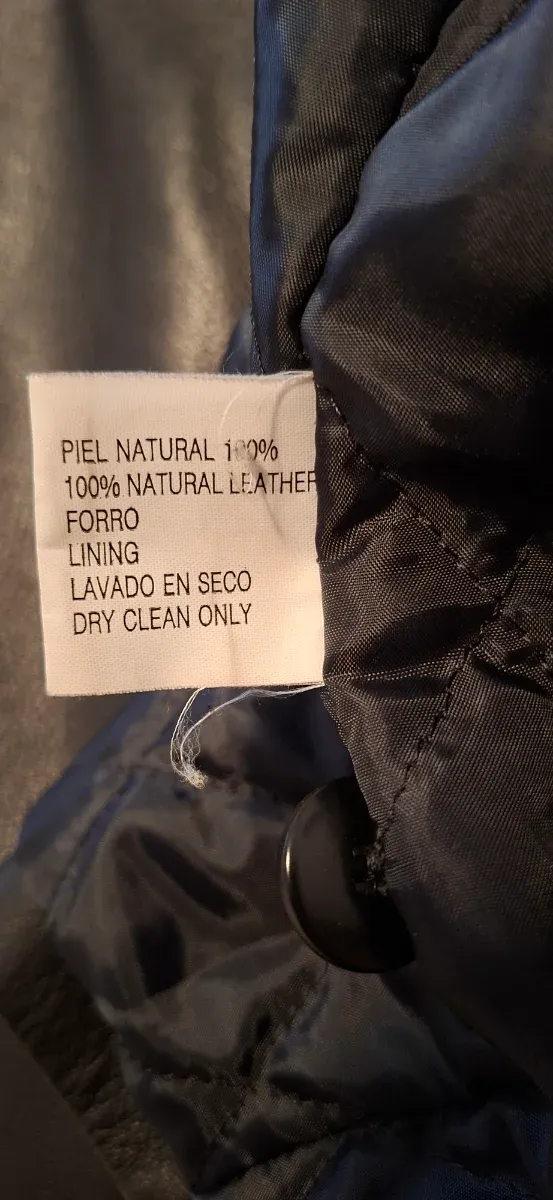 PIEL NATURAL 100%
100% NATURAL LEATHER
FORRO
LINING
LAVADO EN SECO
DRY CLEAN ONLY